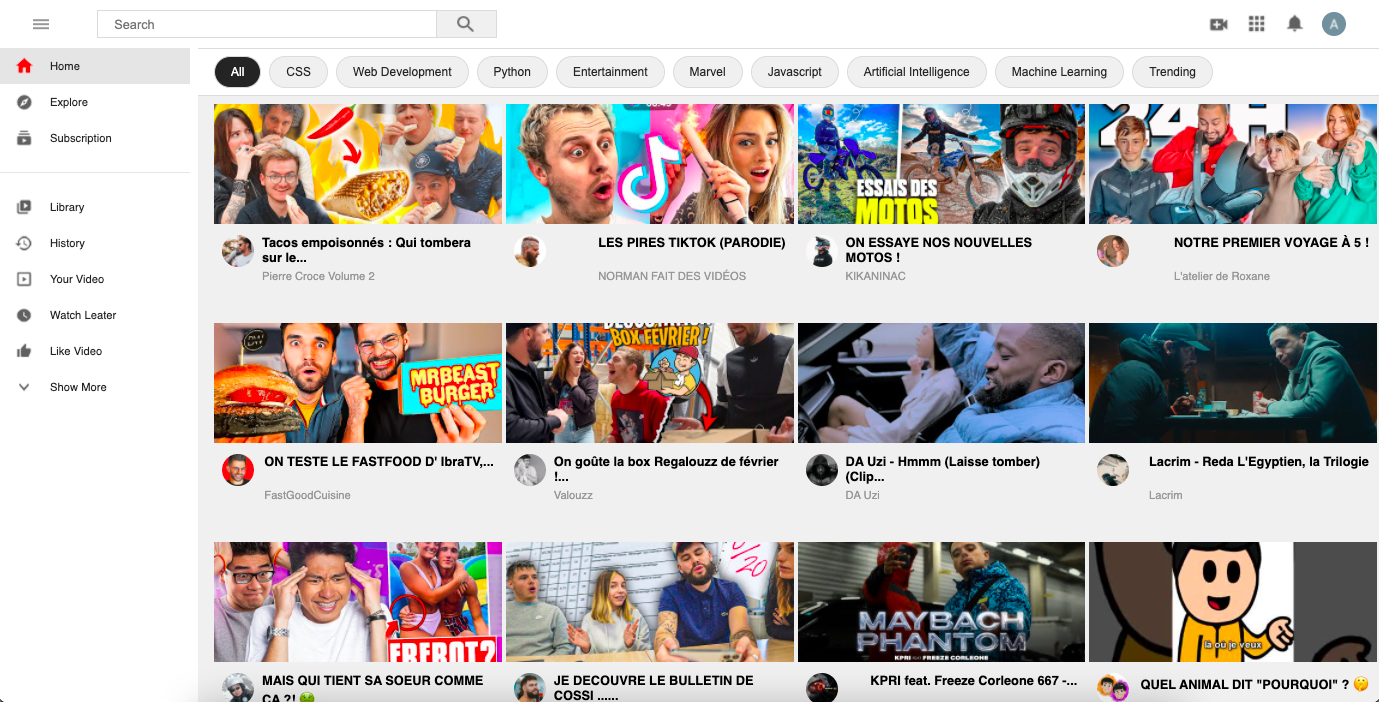 Search
A
Home
Explore
Subscription
Library
History
Your Video
Watch Leater
Like Video
Show More
All
CSS
Web Development
Python
Entertainment
Marvel
Javascript
Artificial Intelligence
Machine Learning
Trending
24H
ESSAIS DES
MOTOS
Tacos empoisonnés : Qui tombera
sur le...
Pierre Croce Volume 2
LES PIRES TIKTOK (PARODIE)
NORMAN FAIT DES VIDÉOS
ON ESSAYE NOS NOUVELLES
MOTOS !
KIKANINAC
NOTRE PREMIER VOYAGE À 5 !
L'atelier de Roxane
MRBEAST
BURGER
BOX FÉVRIER !
ON TESTE LE FASTFOOD D' IbraTV,...
FastGoodCuisine
On goûte la box Regalouzz de février
!...
Valouzz
DA Uzi - Hmmm (Laisse tomber)
(Clip...
DA Uzi
Lacrim - Reda L'Egyptien, la Trilogie
Lacrim
FREROT?
/20
MAYBACH
PHANTOM
KPRI FEAT. FREEZE CORLEONE
là où je veux
MAIS QUI TIENT SA SOEUR COMME
ÇA ?!
JE DECOUVRE LE BULLETIN DE
COSSI ......
KPRI feat. Freeze Corleone 667 -...
QUEL ANIMAL DIT "POURQUOI" ?